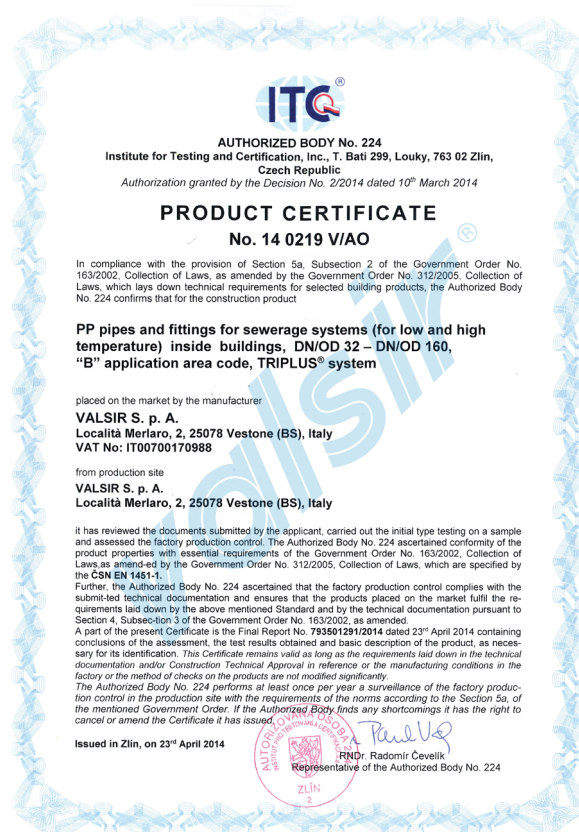 ITC ®
AUTHORIZED BODY No. 224
Institute for Testing and Certification, Inc., T. Bati 299, Louky, 763 02 Zlín,
Czech Republic
Authorization granted by the Decision No. 2/2014 dated 10th March 2014
PRODUCT CERTIFICATE
No. 14 0219 V/AO
In compliance with the provision of Section 5a, Subsection 2 of the Government Order No.
163/2002, Collection of Laws, as amended by the Government Order No. 312/2005, Collection of
Laws, which lays down technical requirements for selected building products, the Authorized Body
No. 224 confirms that for the construction product
PP pipes and fittings for sewerage systems (for low and high
temperature) inside buildings, DN/OD 32 – DN/OD 160,
“B” application area code, TRIPLUS® system
placed on the market by the manufacturer
VALSIR S. p. A.
Località Merlaro, 2, 25078 Vestone (BS), Italy
VAT No: IT00700170988
from production site
VALSIR S. p. A.
Località Merlaro, 2, 25078 Vestone (BS), Italy
it has reviewed the documents submitted by the applicant, carried out the initial type testing on a sample
and assessed the factory production control. The Authorized Body No. 224 ascertained conformity of the
product properties with essential requirements of the Government Order No. 163/2002, Collection of
Laws,as amend-ed by the Government Order No. 312/2005, Collection of Laws, which are specified by
the ČSN EN 1451-1.
Further, the Authorized Body No. 224 ascertained that the factory production control complies with the
submit-ted technical documentation and ensures that the products placed on the market fulfil the re-
quirements laid down by the above mentioned Standard and by the technical documentation pursuant to
Section 4, Subsec-tion 3 of the Government Order No. 163/2002, as amended.
A part of the present Certificate is the Final Report No. 793501291/2014 dated 23rd April 2014 containing
conclusions of the assessment, the test results obtained and basic description of the product, as neces-
sary for its identification. This Certificate remains valid as long as the requirements laid down in the technical
documentation and/or Construction Technical Approval in reference or the manufacturing conditions in the
factory or the method of checks on the products are not modified significantly.
The Authorized Body No. 224 performs at least once per year a surveillance of the factory produc-
tion control in the production site with the requirements of the norms according to the Section 5a, of
the mentioned Government Order. If the Authorized Body finds any shortcomings it has the right to
cancel or amend the Certificate it has issued.
Issued in Zlín, on 23rd April 2014
RNDr. Radomír Čevelík
Representative of the Authorized Body No. 224
AUTORIZOVANÁ OSOBA 224
INSTITUT PRO TESTOVÁNÍ A CERTIFIKACI
ZLÍN
2
valsir ®